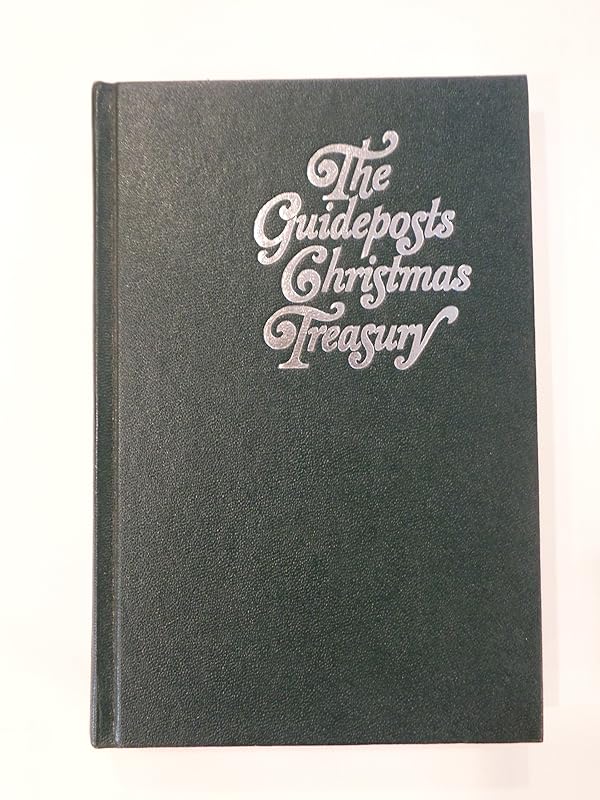 The
Guideposts
Christmas
Treasury